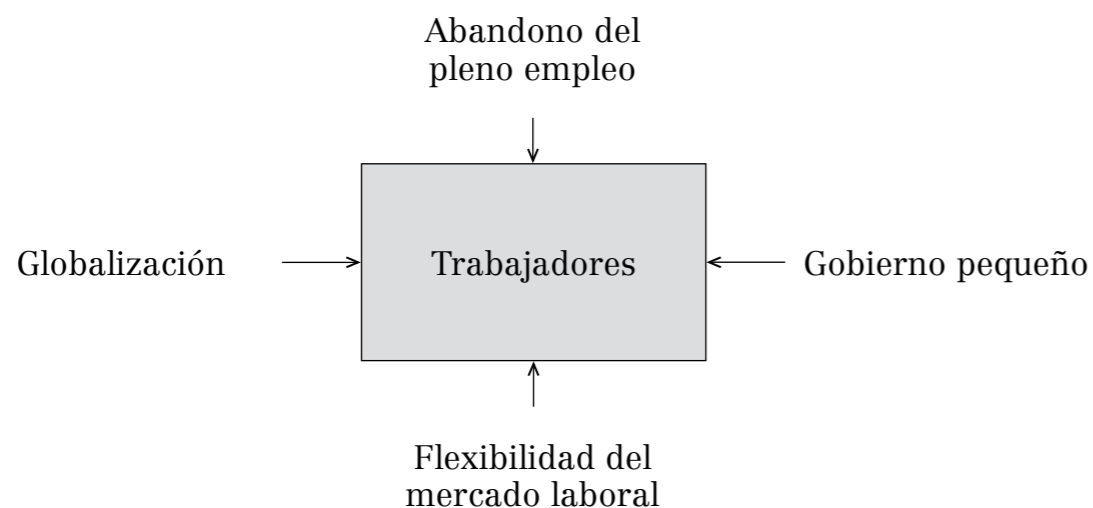 Abandono del
pleno empleo
Globalización
Trabajadores
Gobierno pequeño
Flexibilidad del
mercado laboral